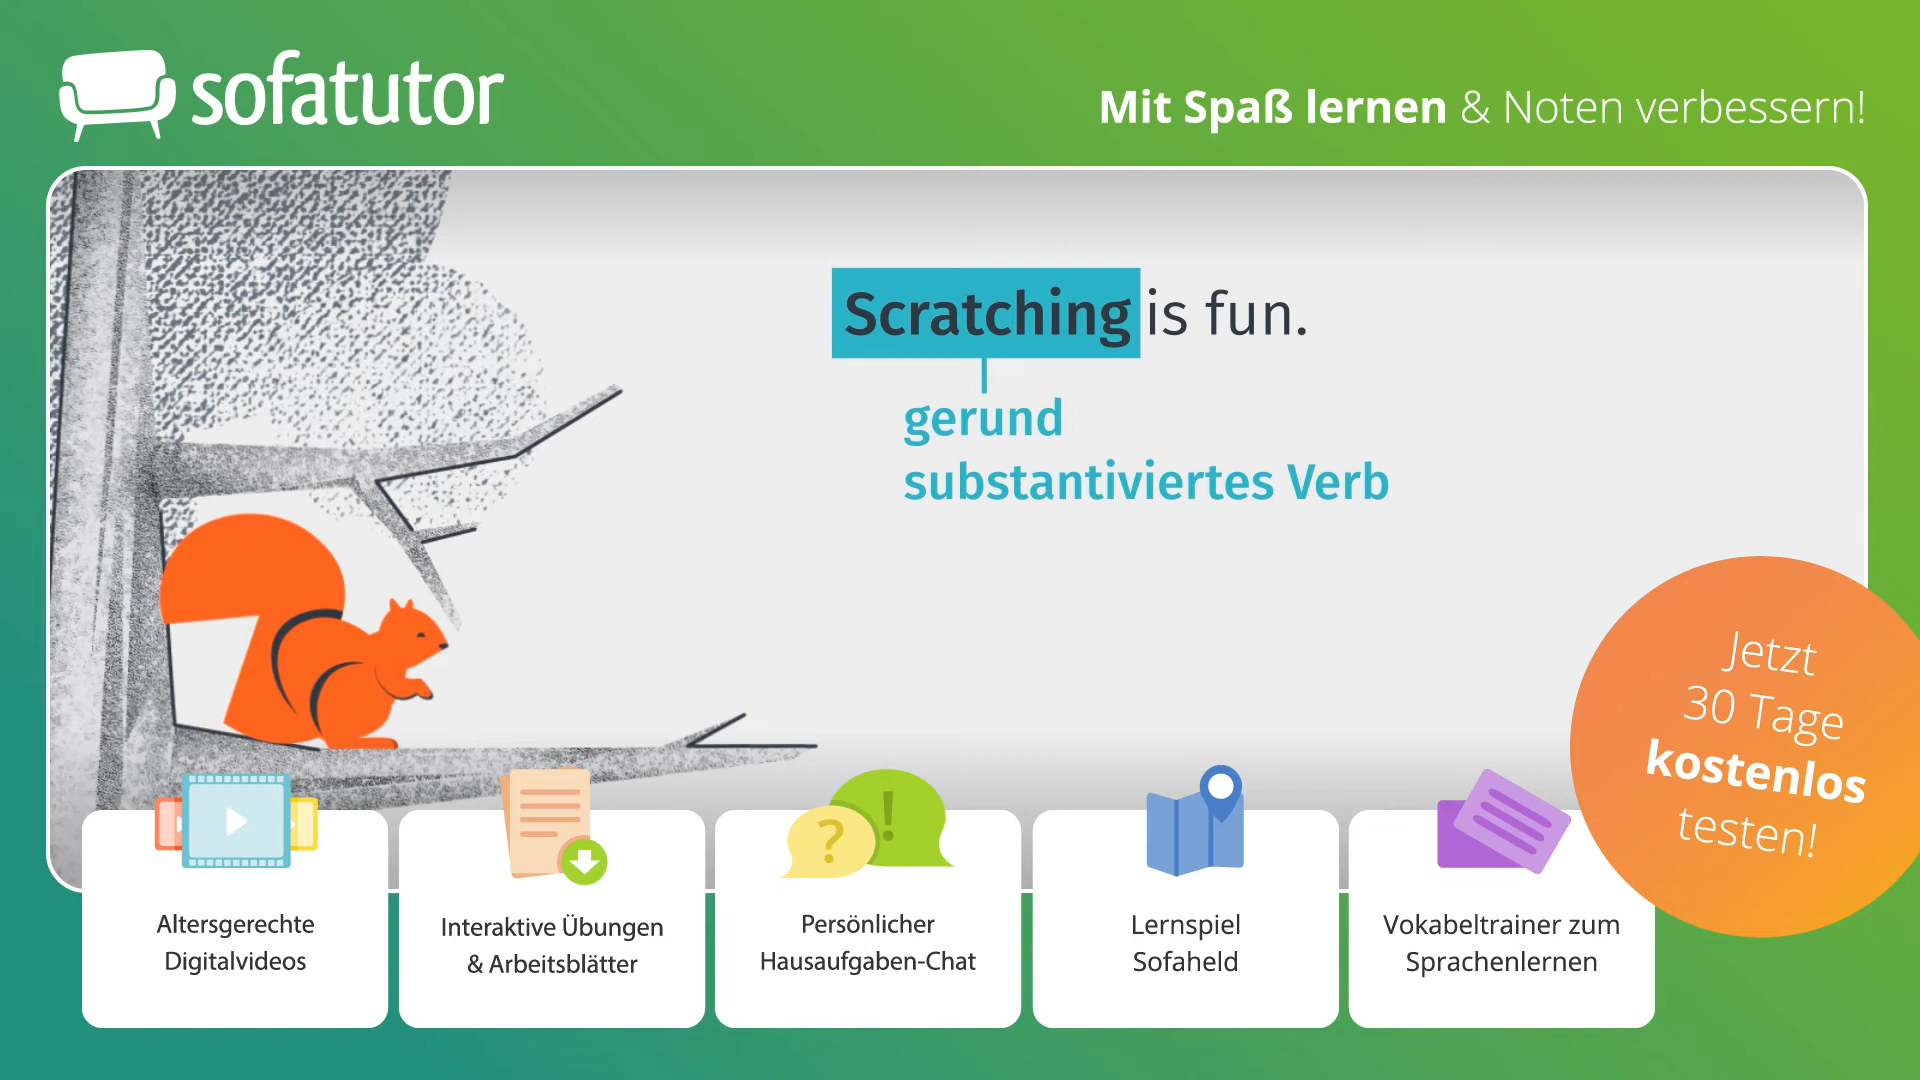 sofatutor
Mit Spaß lernen & Noten verbessern!
Scratching is fun.
gerund
substantiviertes Verb
Jetzt
30 Tage
kostenlos
testen!
?
!
Altersgerechte
Digitalvideos
Interaktive Übungen
& Arbeitsblätter
Persönlicher
Hausaufgaben-Chat
Lernspiel
Sofaheld
Vokabeltrainer zum
Sprachenlernen